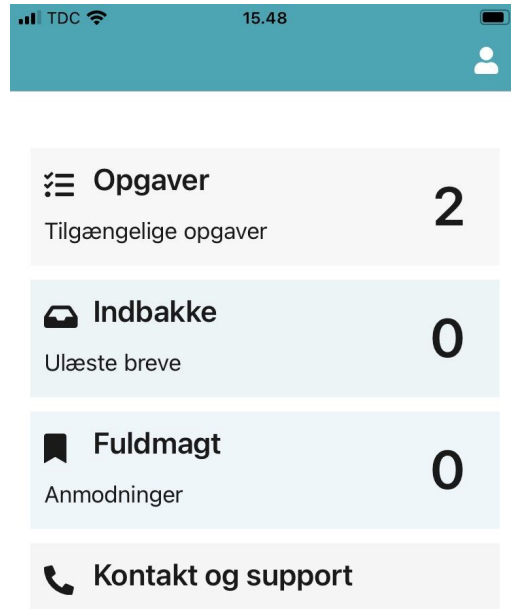 TDC 15.48
Opgaver
2
Tilgængelige opgaver
Indbakke
0
Ulæste breve
Fuldmagt
0
Anmodninger
Kontakt og support